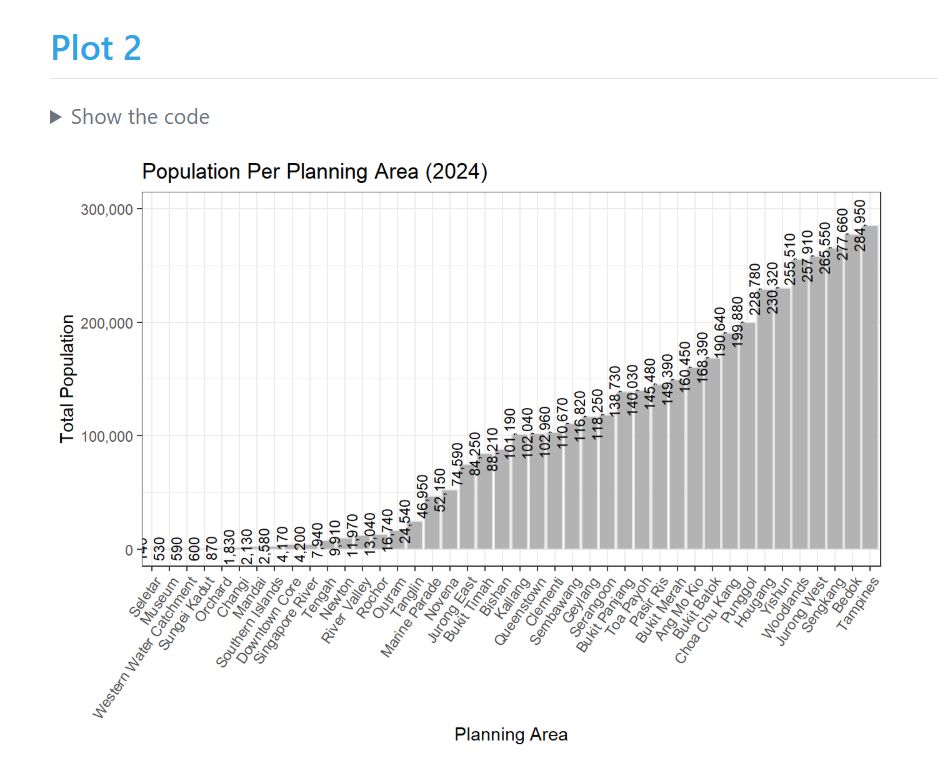 Plot 2
Show the code
Population Per Planning Area (2024)
Total Population
300,000
200,000
100,000
0
530
590
600
870
1,830
2,130
2,580
4,170
4,200
7,940
9,910
11,970
13,040
16,740
24,540
46,950
52,150
74,590
84,250
88,210
101,190
102,040
102,960
110,670
116,820
118,250
138,730
140,030
145,480
149,390
160,450
168,390
190,640
199,880
228,780
230,320
255,510
257,910
265,550
277,660
284,950
Seletar
Museum
Western Water Catchment
Sungei Kadut
Orchard
Changi
Mandai
Southern Islands
Downtown Core
Singapore River
Tengah
Newton
River Valley
Rochor
Outram
Tanglin
Marine Parade
Novena
Jurong East
Bukit Timah
Bishan
Kallang
Queenstown
Clementi
Sembawang
Geylang
Serangoon
Bukit Panjang
Toa Payoh
Pasir Ris
Bukit Merah
Ang Mo Kio
Bukit Batok
Choa Chu Kang
Punggol
Hougang
Yishun
Woodlands
Jurong West
Sengkang
Bedok
Tampines
Planning Area